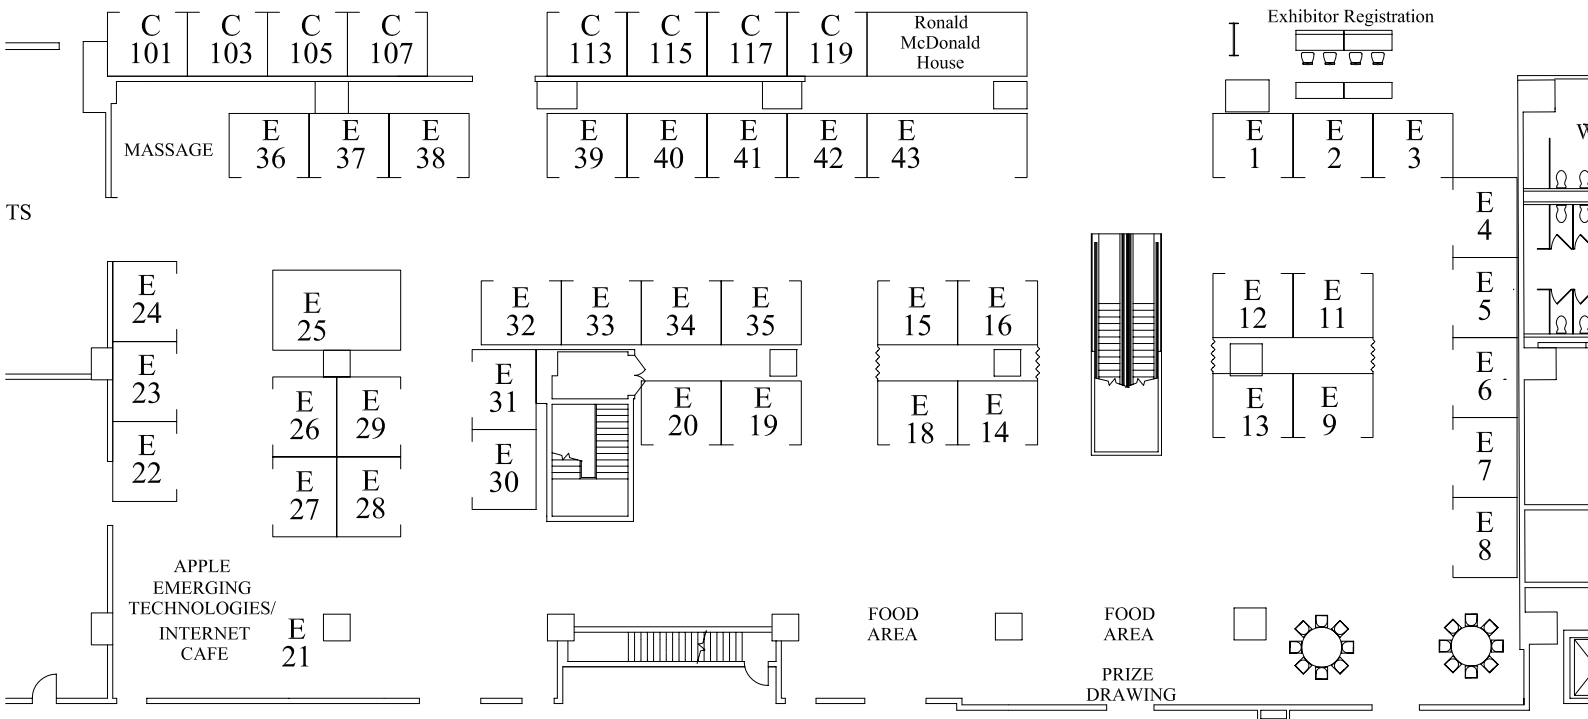 C
101
C
103
C
105
C
107
C
113
C
115
C
117
C
119
Ronald
McDonald
House
Exhibitor Registration
MASSAGE
E
36
E
37
E
38
E
39
E
40
E
41
E
42
E
43
E
1
E
2
E
3
W
TS
E
4
E
24
E
25
E
32
E
33
E
34
E
35
E
15
E
16
E
12
E
11
E
5
E
23
E
26
E
29
E
31
E
20
E
19
E
18
E
14
E
13
E
9
E
6
E
22
E
27
E
28
E
30
E
7
E
8
APPLE
EMERGING
TECHNOLOGIES/
INTERNET
CAFE
E
21
FOOD
AREA
FOOD
AREA
PRIZE
DRAWING